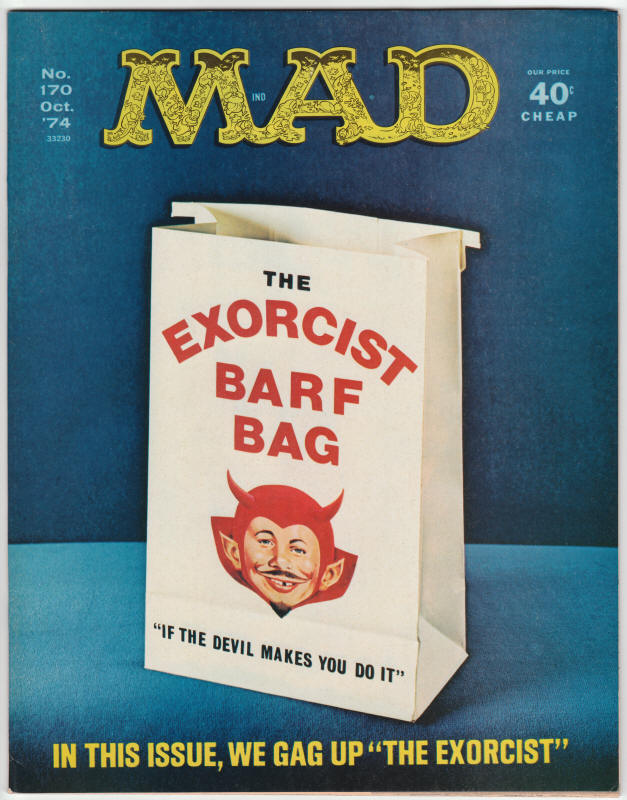 No.
170
Oct.
'74
33230
MAD
IND
OUR PRICE
40¢
CHEAP
THE
EXORCIST
BARF
BAG
"IF THE DEVIL MAKES YOU DO IT"
IN THIS ISSUE, WE GAG UP "THE EXORCIST"